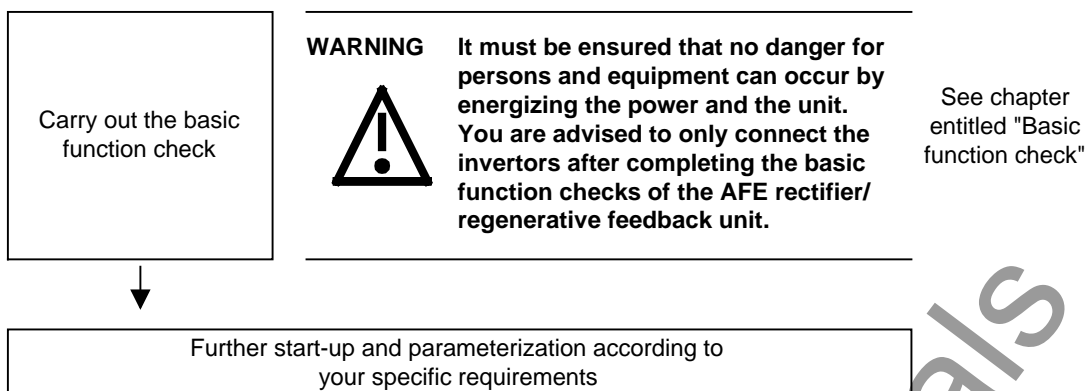 Carry out the basic
function check
WARNING
It must be ensured that no danger for
persons and equipment can occur by
energizing the power and the unit.
You are advised to only connect the
invertors after completing the basic
function checks of the AFE rectifier/
regenerative feedback unit.
See chapter
entitled "Basic
function check"
Further start-up and parameterization according to
your specific requirements
als